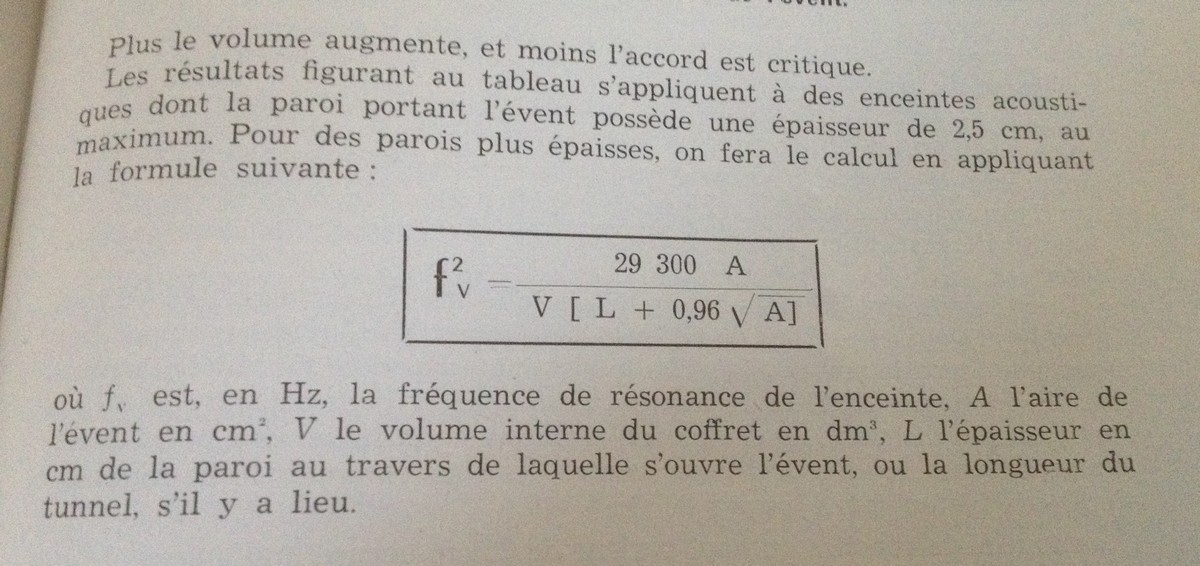 l'évent.
Plus le volume augmente, et moins l'accord est critique.
Les résultats figurant au tableau s'appliquent à des enceintes acousti-
ques dont la paroi portant l'évent possède une épaisseur de 2,5 cm, au
maximum. Pour des parois plus épaisses, on fera le calcul en appliquant
la formule suivante :
f²V = 29 300 A
V [ L + 0,96 √ A]
où fv est, en Hz, la fréquence de résonance de l'enceinte, A l'aire de
l'évent en cm², V le volume interne du coffret en dm³, L l'épaisseur en
cm de la paroi au travers de laquelle s'ouvre l'évent, ou la longueur du
tunnel, s'il y a lieu.